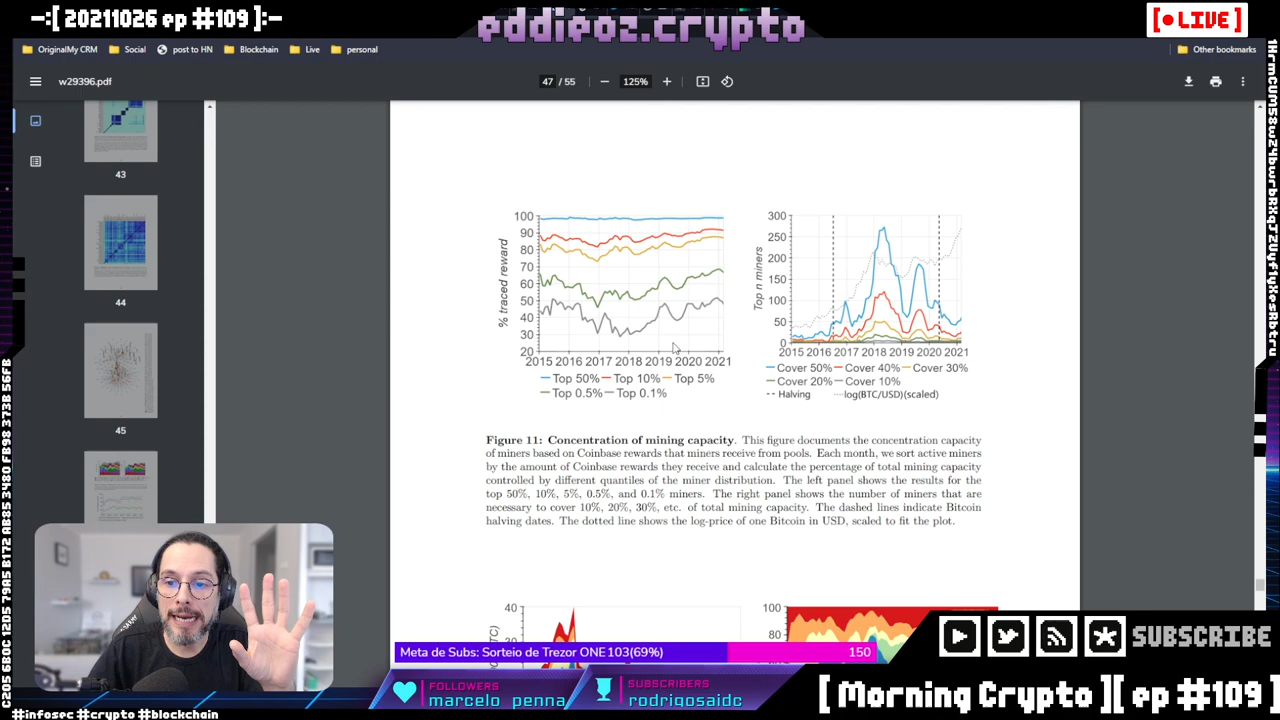 -:[ 20211026 ep #109 ]:-
eddieoz.crypto
[● LIVE]
OriginalMy CRM
Social
post to HN
Blockchain
Live
personal
Other bookmarks
w29396.pdf
47 / 55
125%
43
44
45
% traced reward
100
90
80
70
60
50
40
30
20
2015 2016 2017 2018 2019 2020 2021
Top 50% Top 10% Top 5%
Top 0.5% Top 0.1%
Top n miners
300
250
200
150
100
50
0
2015 2016 2017 2018 2019 2020 2021
Cover 50% Cover 40% Cover 30%
Cover 20% Cover 10%
Halving log(BTC/USD)(scaled)
Figure 11: Concentration of mining capacity. This figure documents the concentration capacity
of miners based on Coinbase rewards that miners receive from pools. Each month, we sort active miners
by the amount of Coinbase rewards they receive and calculate the percentage of total mining capacity
controlled by different quantiles of the miner distribution. The left panel shows the results for the
top 50%, 10%, 5%, 0.5%, and 0.1% miners. The right panel shows the number of miners that are
necessary to cover 10%, 20%, 30%, etc. of total mining capacity. The dashed lines indicate Bitcoin
halving dates. The dotted line shows the log-price of one Bitcoin in USD, scaled to fit the plot.
40
100
80
Meta de Subs: Sorteio de Trezor ONE 103(69%) 150
FOLLOWERS
marcelo_penna
SUBSCRIBERS
rodrigosaidc
SUBSCRIBE
[ Morning Crypto ][ ep #109 ]
#infosec #crypto #blockchain